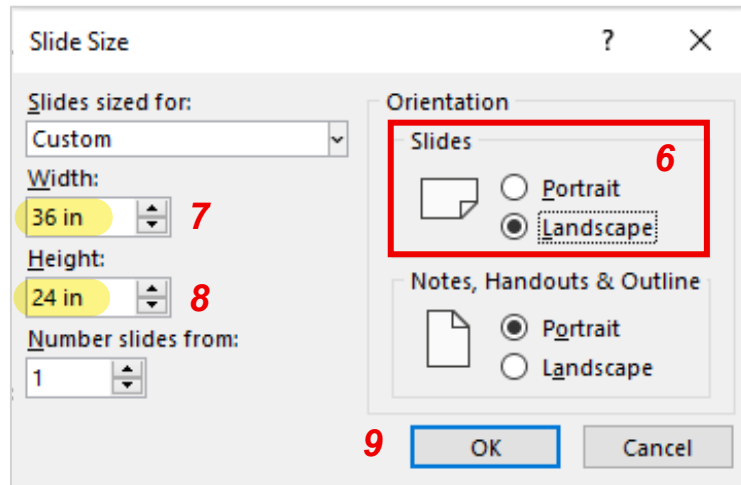 Slide Size ? X
Slides sized for:
Custom
Width:
36 in 7
Height:
24 in 8
Number slides from:
1
Orientation
Slides 6
Portrait
Landscape
Notes, Handouts & Outline
Portrait
Landscape
9 OK Cancel